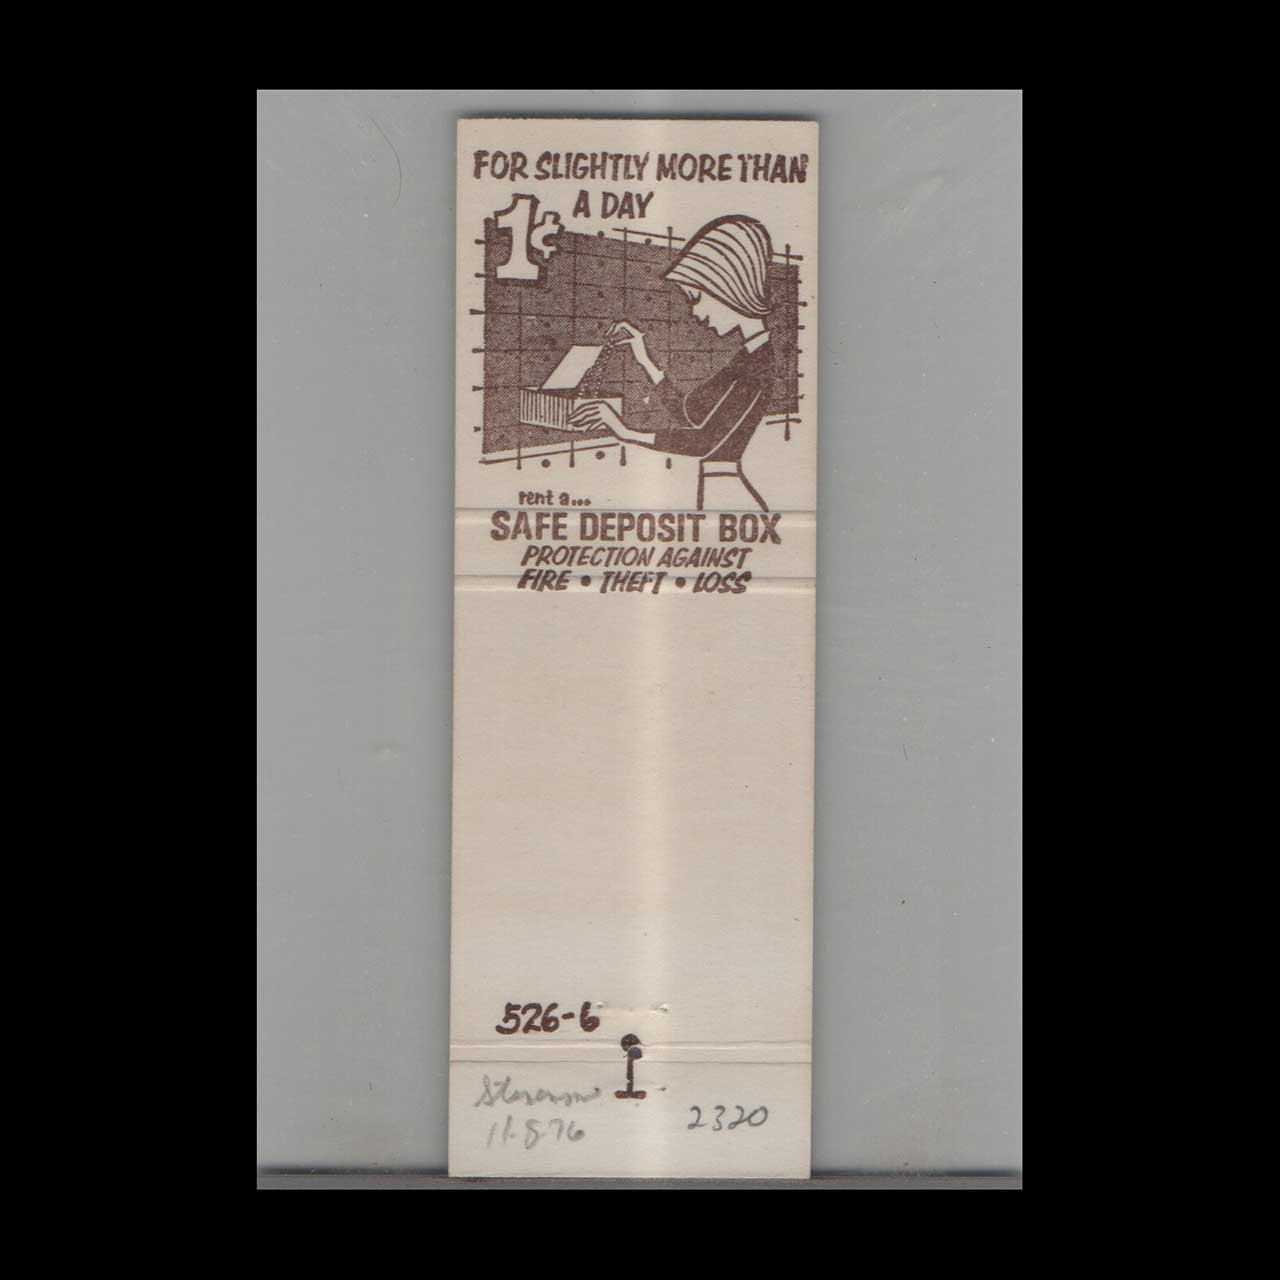 FOR SLIGHTLY MORE THAN
1¢ A DAY
rent a...
SAFE DEPOSIT BOX
PROTECTION AGAINST
FIRE • THEFT • LOSS
526-6
11-8-76
2320